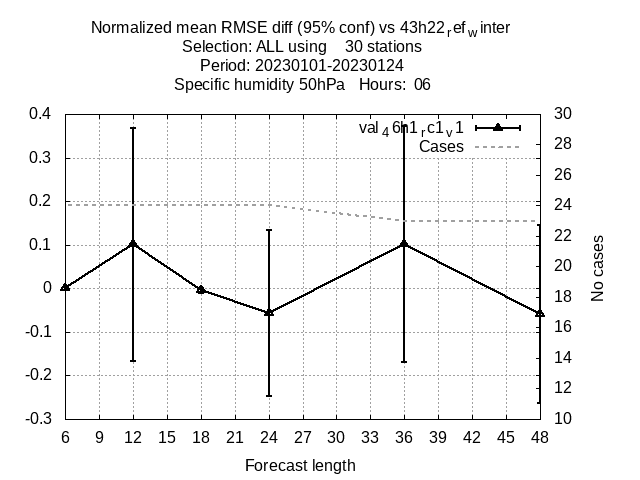 Normalized mean RMSE diff (95% conf) vs 43h22ref winter
Selection: ALL using 30 stations
Period: 20230101-20230124
Specific humidity 50hPa Hours: 06
val46h1rc1v1
Cases
0.4
0.3
0.2
0.1
0
-0.1
-0.2
-0.3
30
28
26
24
22
20
18
16
14
12
10
No cases
6 9 12 15 18 21 24 27 30 33 36 39 42 45 48
Forecast length